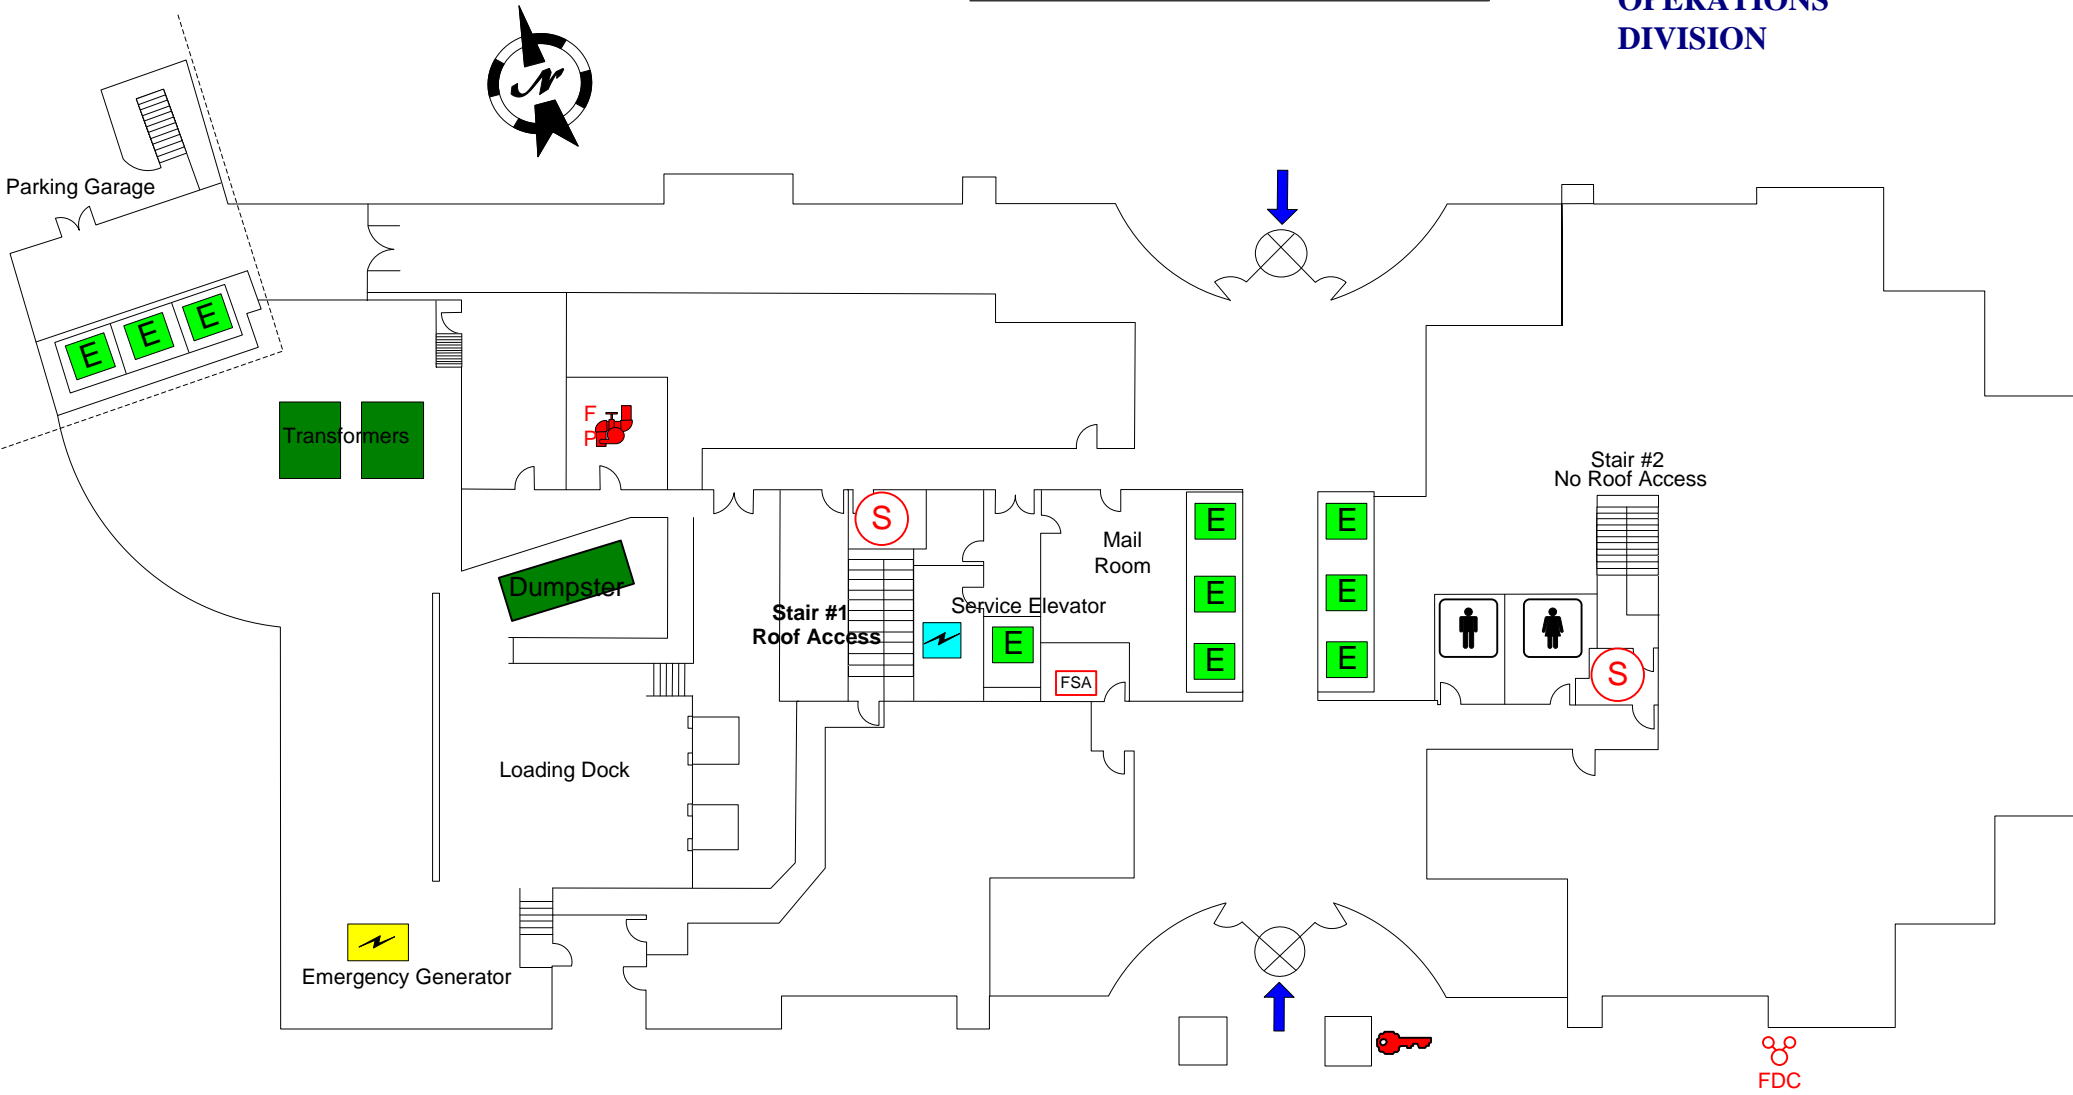 OPERATIONS
DIVISION
N
Parking Garage
E
E
E
Transformers
F
P
Stair #2
No Roof Access
S
E
E
Mail
Room
Dumpster
E
E
Service Elevator
Stair #1
Roof Access
E
E
E
S
FSA
Loading Dock
Emergency Generator
FDC